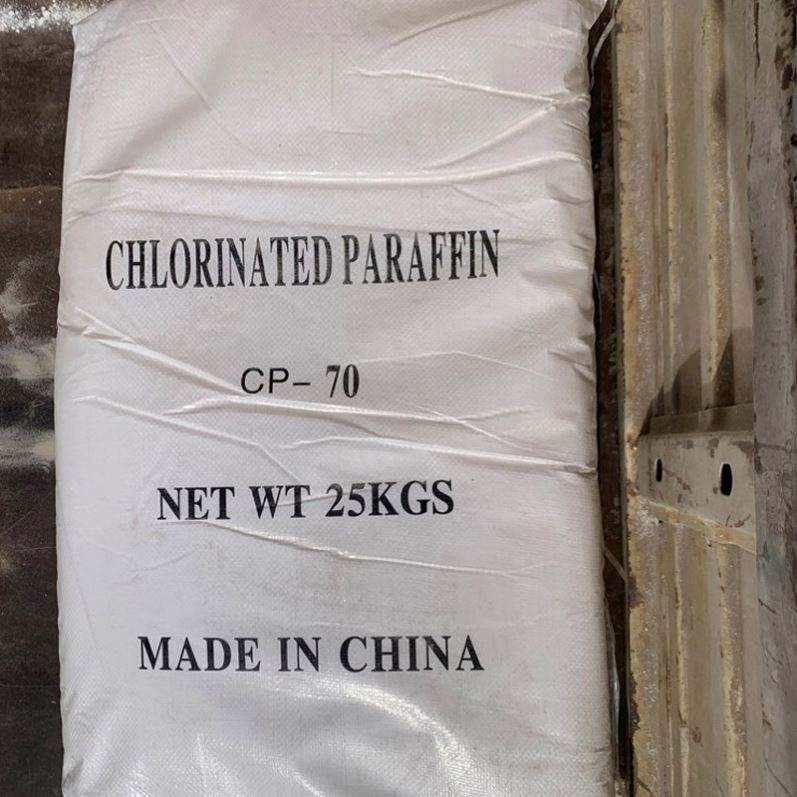 CHLORINATED PARAFFIN
CP- 70
NET WT 25KGS
MADE IN CHINA